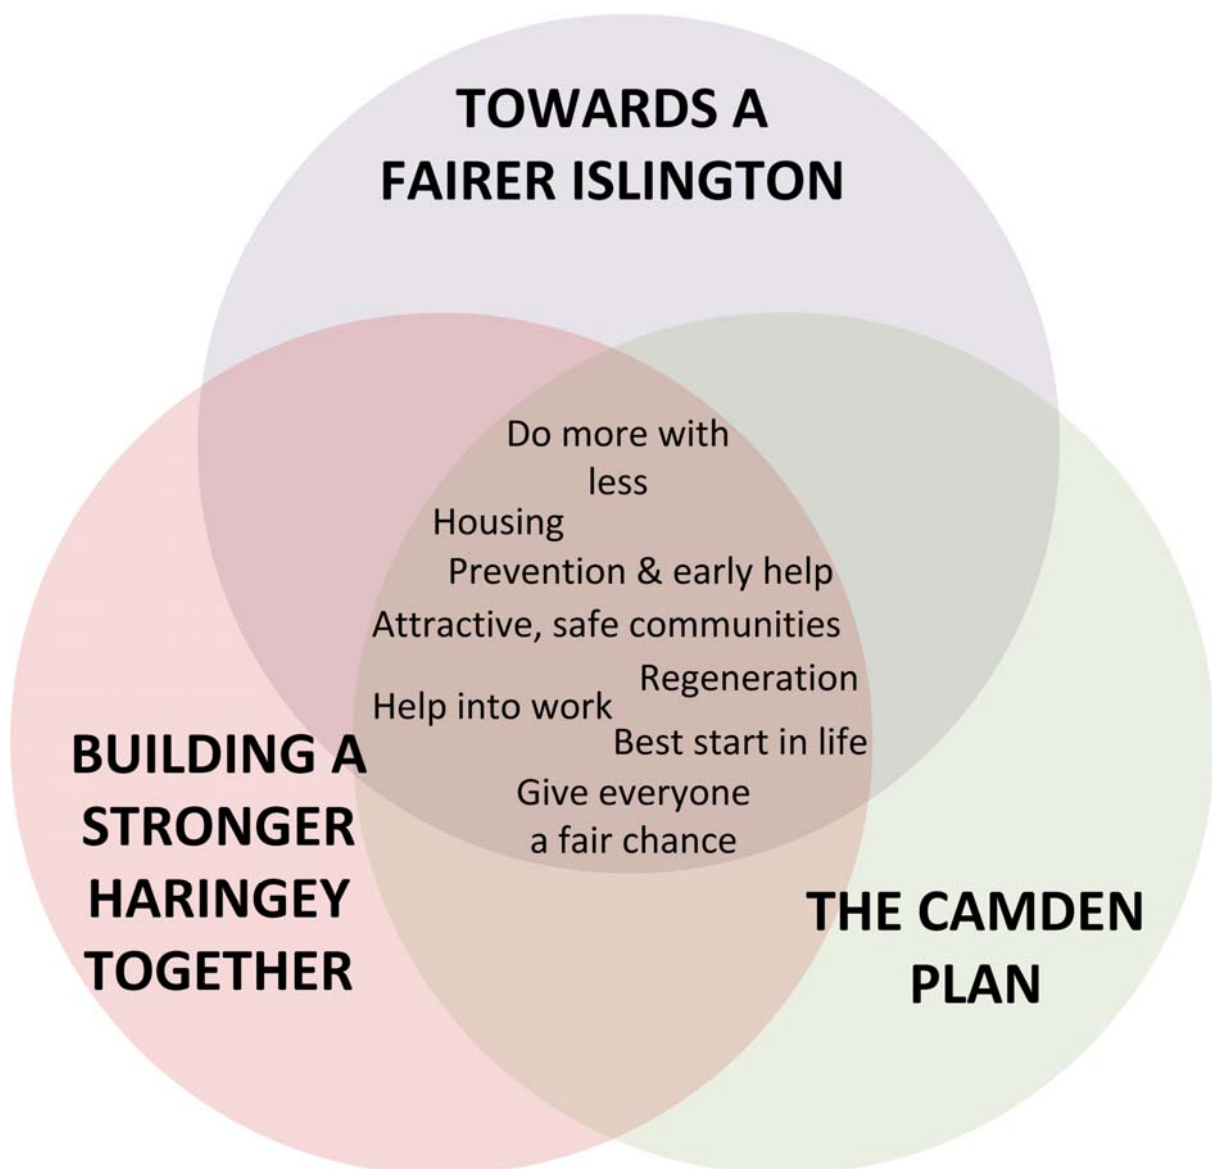 TOWARDS A
FAIRER ISLINGTON
Do more with
less
Housing
Prevention & early help
Attractive, safe communities
Regeneration
Help into work
Best start in life
Give everyone
a fair chance
BUILDING A
STRONGER
HARINGEY
TOGETHER
THE CAMDEN
PLAN